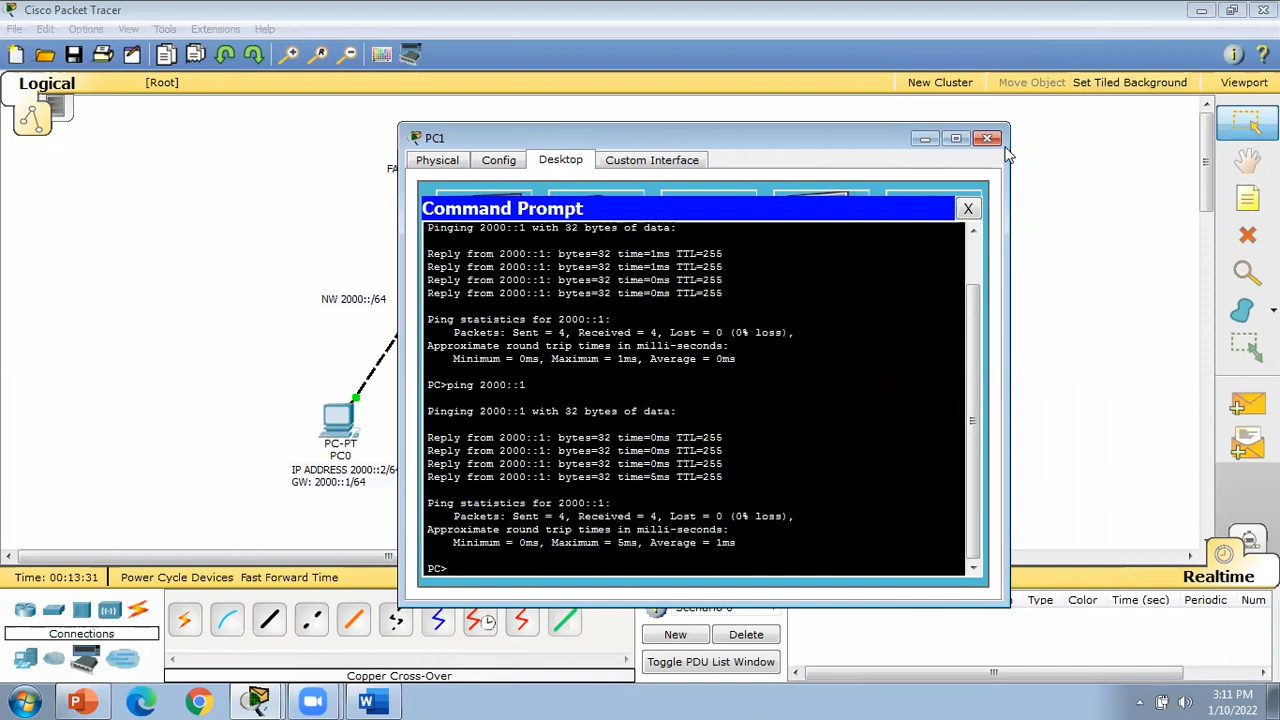 Cisco Packet Tracer
File Edit Options View Tools Extensions Help
Logical
[Root]
New Cluster
Move Object
Set Tiled Background
Viewport
FA
NW 2000::/64
PC-PT
PC0
IP ADDRESS 2000::2/64
GW: 2000::1/64
PC1
Physical Config Desktop Custom Interface
Command Prompt
X
Pinging 2000::1 with 32 bytes of data:
Reply from 2000::1: bytes=32 time=1ms TTL=255
Reply from 2000::1: bytes=32 time=1ms TTL=255
Reply from 2000::1: bytes=32 time=0ms TTL=255
Reply from 2000::1: bytes=32 time=0ms TTL=255
Ping statistics for 2000::1:
Packets: Sent = 4, Received = 4, Lost = 0 (0% loss),
Approximate round trip times in milli-seconds:
Minimum = 0ms, Maximum = 1ms, Average = 0ms
PC>ping 2000::1
Pinging 2000::1 with 32 bytes of data:
Reply from 2000::1: bytes=32 time=0ms TTL=255
Reply from 2000::1: bytes=32 time=0ms TTL=255
Reply from 2000::1: bytes=32 time=0ms TTL=255
Reply from 2000::1: bytes=32 time=5ms TTL=255
Ping statistics for 2000::1:
Packets: Sent = 4, Received = 4, Lost = 0 (0% loss),
Approximate round trip times in milli-seconds:
Minimum = 0ms, Maximum = 5ms, Average = 1ms
PC>
Time: 00:13:31 Power Cycle Devices Fast Forward Time
Realtime
Connections
Copper Cross-Over
Scenario 0
New Delete
Toggle PDU List Window
Type Color Time (sec) Periodic Num
3:11 PM
1/10/2022